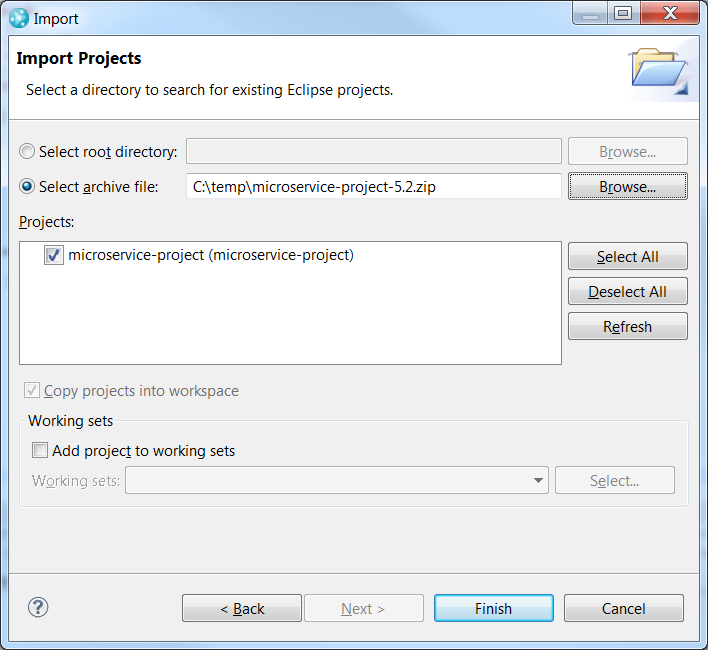 Import
Import Projects
Select a directory to search for existing Eclipse projects.
Select root directory:
Browse...
Select archive file:
C:\temp\microservice-project-5.2.zip
Browse...
Projects:
microservice-project (microservice-project)
Select All
Deselect All
Refresh
Copy projects into workspace
Working sets
Add project to working sets
Working sets:
Select...
?
< Back
Next >
Finish
Cancel